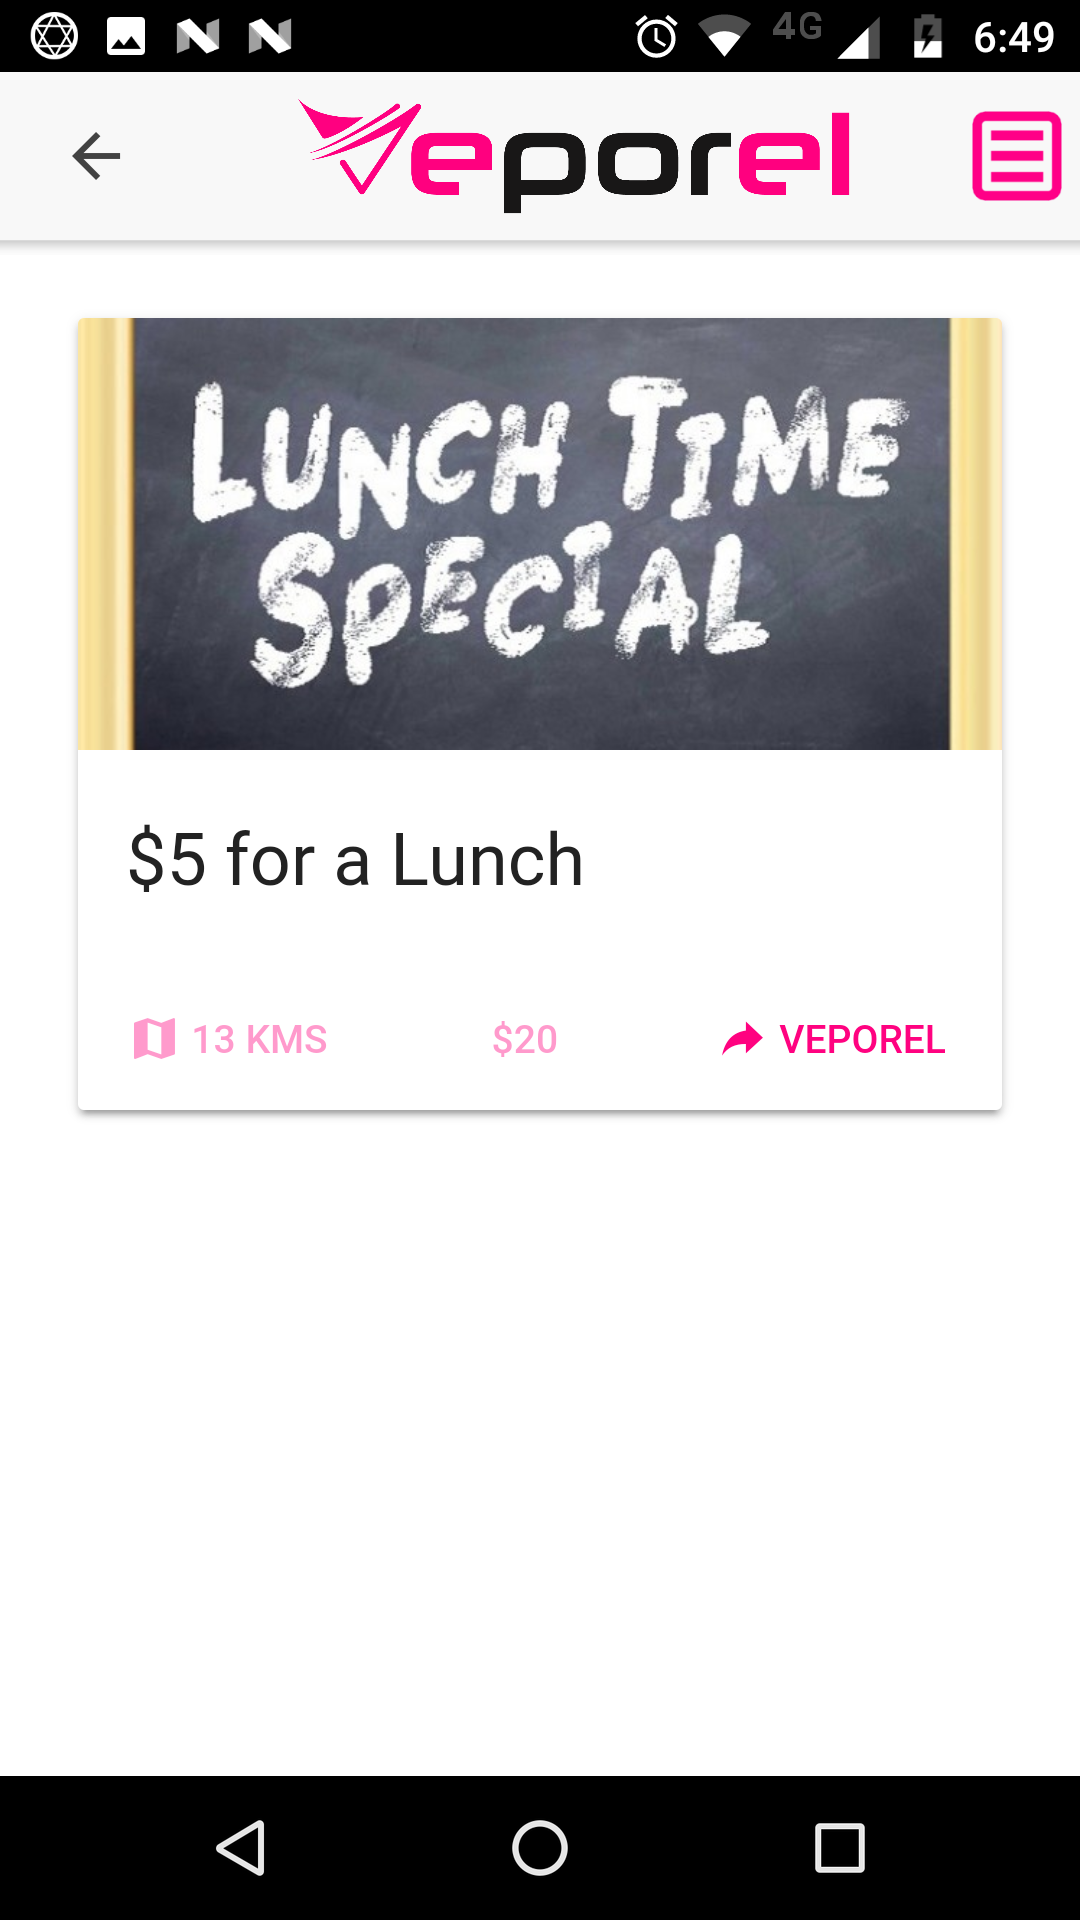 4G 6:49
Veporel
LUNCH TIME
SPECIAL
$5 for a Lunch
13 KMS $20 VEPOREL